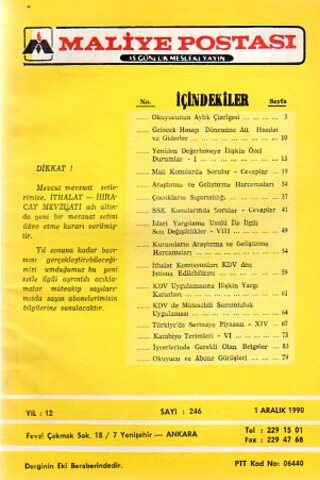 MALİYE POSTASI
15 GÜNLÜK MESLEKİ YAYIN
No. İÇİNDEKİLER Sayfa
...... Okuyucunun Aylık Çizelgesi ... ... ... ... 3
...... Gelecek Hesap Dönemine Ait Hasılat
ve Giderler ... ... ... ... ... ... ... ... 10
...... Yeniden Değerlemeye İlişkin Özel
Durumlar - I ... ... ... ... ... ... ... 13
...... Mali Konularda Sorular - Cevaplar ... 19
...... Araştırma ve Geliştirme Harcamaları 34
...... Çocukların Sigortalılığı. ... ... ... ... 37
...... SSK Konularında Sorular - Cevaplar 41
...... İdari Yargılama Usulü İle İlgili
Son Değişiklikler - VIII ... ... ... ... 49
...... Kurumların Araştırma ve Geliştirme
Harcamaları ... ... ... ... ... ... ... 54
...... İthalat Komisyonları KDV den
İstisna Edilebilirmi ... ... ... ... ... 59
...... KDV Uygulamasına İlişkin Yargı
Kararları ... ... ... ... ... ... ... ... 61
...... KDV de Müteselsil Sorumluluk
Uygulaması ... ... ... ... ... ... ... 64
...... Türkiye'de Sermaye Piyasası - XIV ... 67
...... Kambiyo Terimleri - VI ... ... ... ... 73
...... İşverenlerinde Gerekli Olan Belgeler ... 83
...... Okuyucu ve Abone Görüşleri ... ... ... 79
DİKKAT !
Mevcut mevzuat setlerimize,
İTHALAT — İHRACAT
MEVZUATI adı altında
yeni bir mevzuat setini
ilâve etme kararı verilmiştir.
Yıl sonuna kadar basımını
gerçekleştirebileceğimizi
umduğumuz bu yeni
setle ilgili ayrıntılı açıklamalar
müteakip sayılarımızda
sayın abonelerimizin
bilgilerine sunulacaktır.
YIL : 12 SAYI : 246 1 ARALIK 1990
Fevzi Çakmak Sok. 18 / 7 Yenişehir — ANKARA
Tel : 229 15 01
Fax : 229 47 68
Derginin Eki Beraberindedir. PTT Kod No: 06440